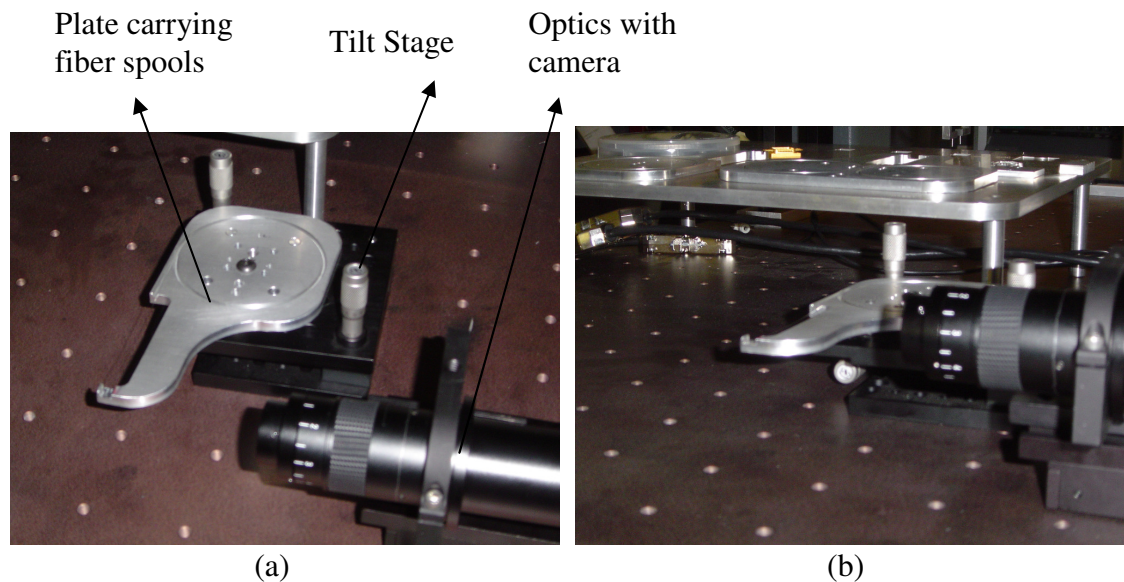 Plate carrying
fiber spools
Tilt Stage
Optics with
camera
(a)
(b)